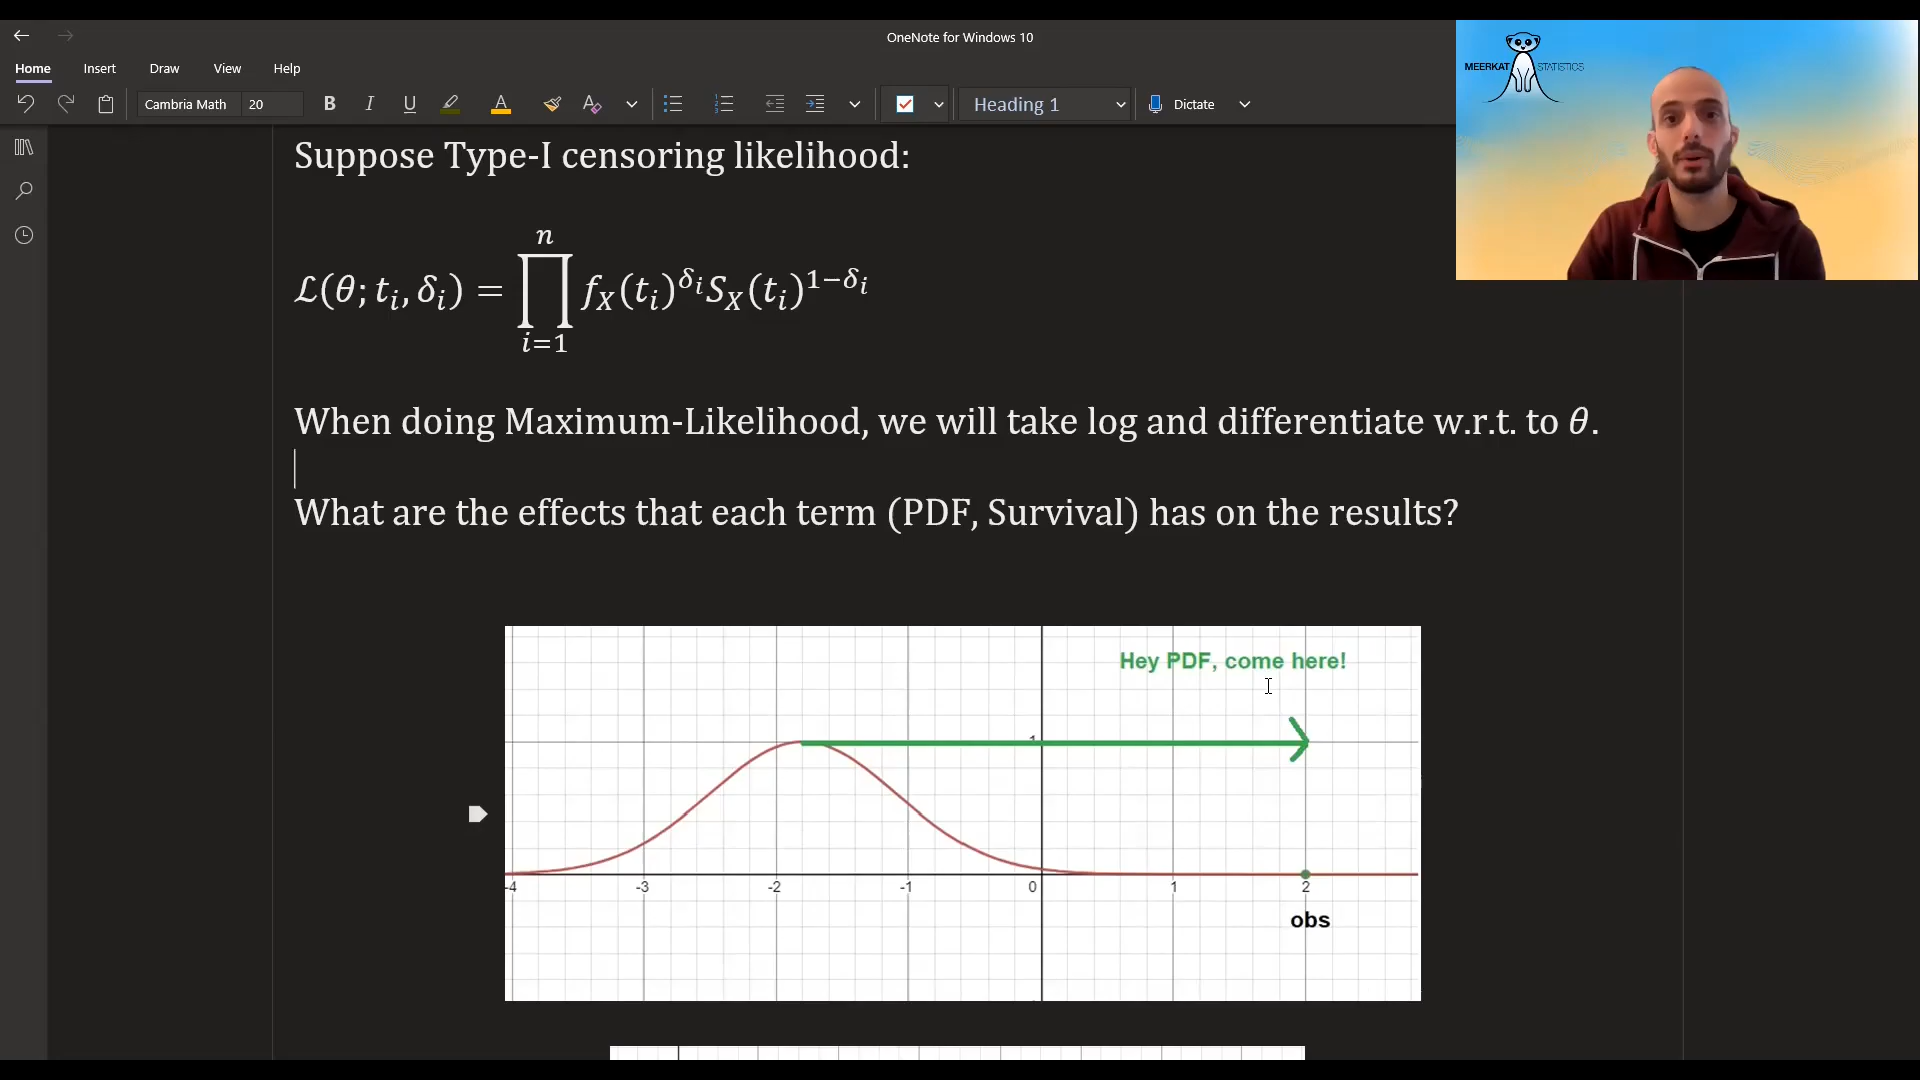 OneNote for Windows 10
Home Insert Draw View Help
Cambria Math 20 B I U A A Heading 1 Dictate
MEERKAT STATISTICS
Suppose Type-I censoring likelihood:
ℒ(θ; tᵢ, δᵢ) = ∏ᵢ₌₁ⁿ f_X(tᵢ)^δᵢ S_X(tᵢ)^(1−δᵢ)
When doing Maximum-Likelihood, we will take log and differentiate w.r.t. to θ.
What are the effects that each term (PDF, Survival) has on the results?
Hey PDF, come here!
1
-4 -3 -2 -1 0 1 2
obs